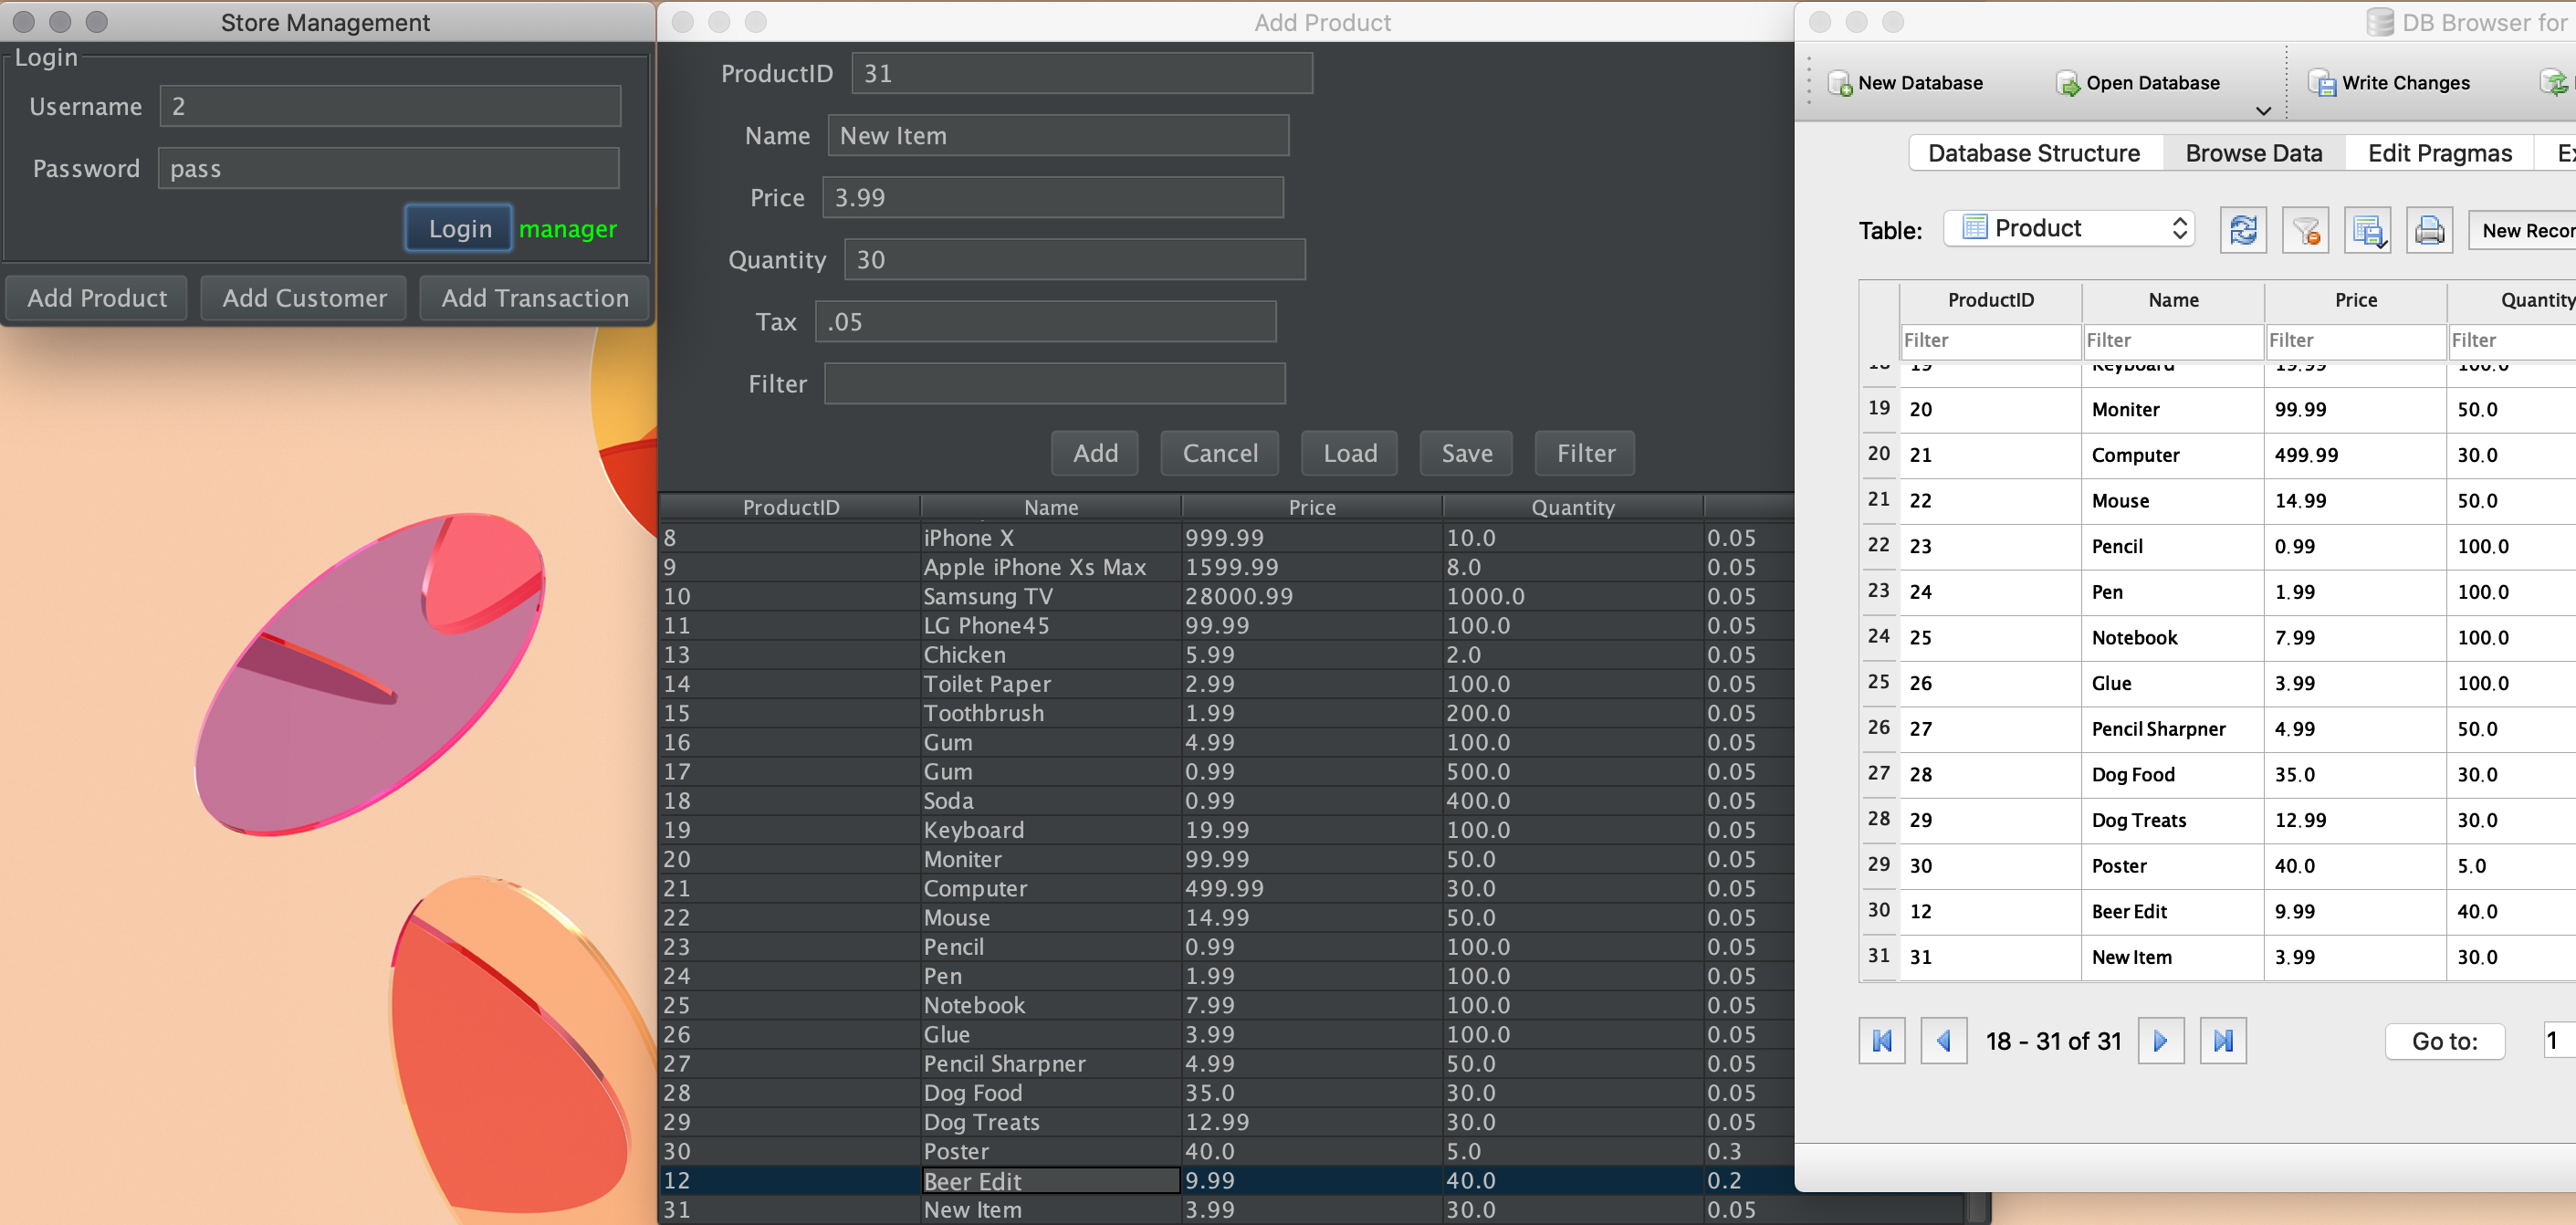 Store Management
Login
Username 2
Password pass
Login manager
Add Product Add Customer Add Transaction
Add Product
ProductID 31
Name New Item
Price 3.99
Quantity 30
Tax .05
Filter
Add Cancel Load Save Filter
ProductID Name Price Quantity
8 iPhone X 999.99 10.0 0.05
9 Apple iPhone Xs Max 1599.99 8.0 0.05
10 Samsung TV 28000.99 1000.0 0.05
11 LG Phone45 99.99 100.0 0.05
13 Chicken 5.99 2.0 0.05
14 Toilet Paper 2.99 100.0 0.05
15 Toothbrush 1.99 200.0 0.05
16 Gum 4.99 100.0 0.05
17 Gum 0.99 500.0 0.05
18 Soda 0.99 400.0 0.05
19 Keyboard 19.99 100.0 0.05
20 Moniter 99.99 50.0 0.05
21 Computer 499.99 30.0 0.05
22 Mouse 14.99 50.0 0.05
23 Pencil 0.99 100.0 0.05
24 Pen 1.99 100.0 0.05
25 Notebook 7.99 100.0 0.05
26 Glue 3.99 100.0 0.05
27 Pencil Sharpner 4.99 50.0 0.05
28 Dog Food 35.0 30.0 0.05
29 Dog Treats 12.99 30.0 0.05
30 Poster 40.0 5.0 0.3
12 Beer Edit 9.99 40.0 0.2
31 New Item 3.99 30.0 0.05
DB Browser for
New Database Open Database Write Changes
Database Structure Browse Data Edit Pragmas
Table: Product New Recor
ProductID Name Price Quantity
Filter Filter Filter Filter
18 19 Keyboard 19.99 100.0
19 20 Moniter 99.99 50.0
20 21 Computer 499.99 30.0
21 22 Mouse 14.99 50.0
22 23 Pencil 0.99 100.0
23 24 Pen 1.99 100.0
24 25 Notebook 7.99 100.0
25 26 Glue 3.99 100.0
26 27 Pencil Sharpner 4.99 50.0
27 28 Dog Food 35.0 30.0
28 29 Dog Treats 12.99 30.0
29 30 Poster 40.0 5.0
30 12 Beer Edit 9.99 40.0
31 31 New Item 3.99 30.0
18 - 31 of 31 Go to: 1